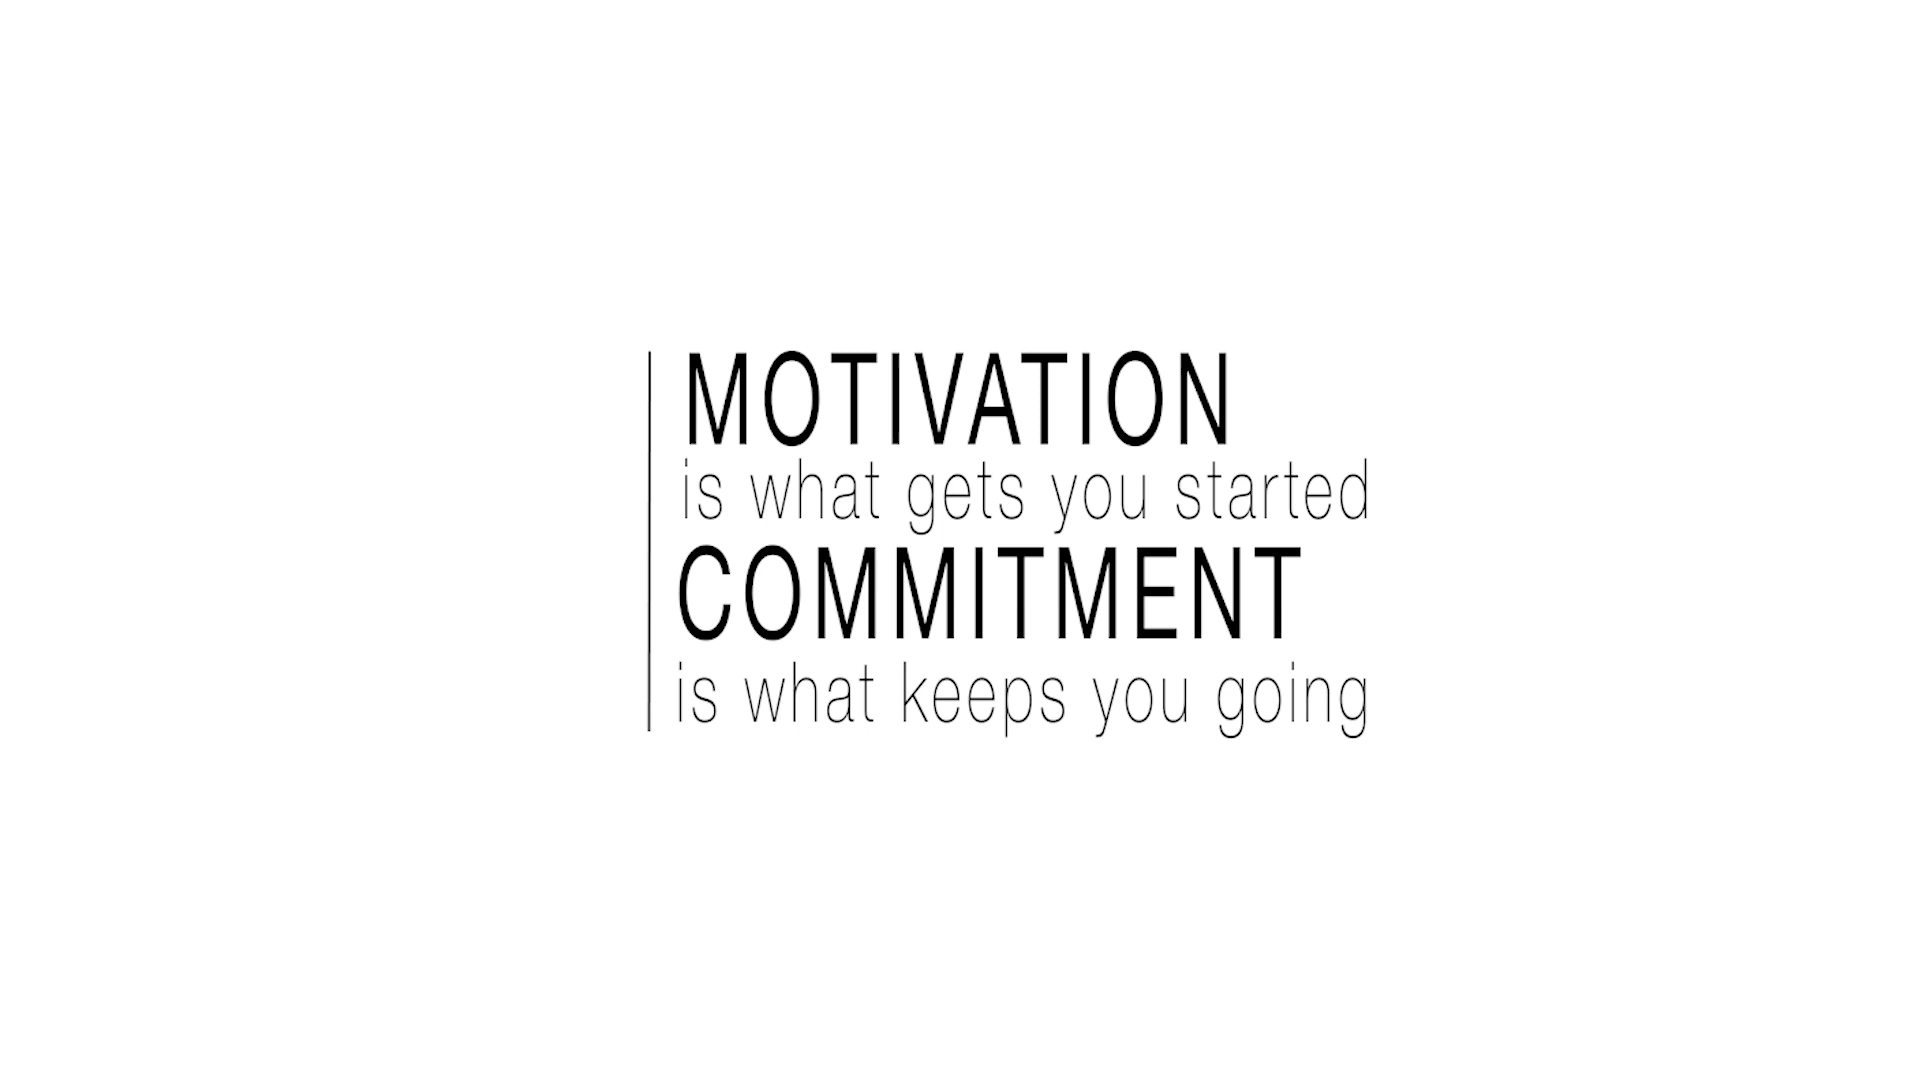 MOTIVATION
is what gets you started
COMMITMENT
is what keeps you going